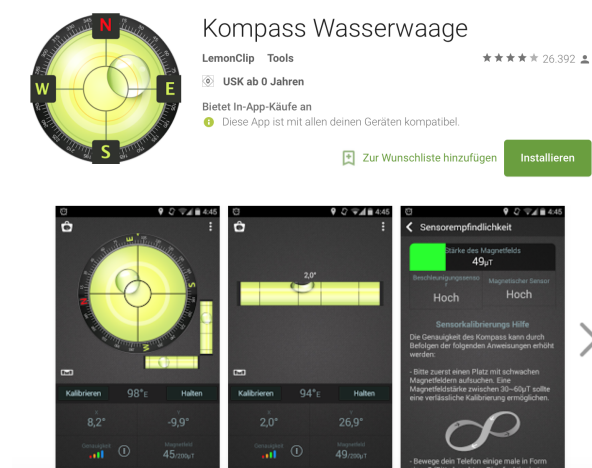 Kompass Wasserwaage
LemonClip Tools
26.392
USK ab 0 Jahren
Bietet In-App-Käufe an
Diese App ist mit allen deinen Geräten kompatibel.
Zur Wunschliste hinzufügen
Installieren
N
W
E
S
4:45
Kalibrieren
98°E
Halten
X
Y
8,2°
-9,9°
Genauigkeit
Magnetfeld
45/200µT
4:45
2,0°
Kalibrieren
94°E
Halten
X
Y
2,0°
26,9°
Genauigkeit
Magnetfeld
49/200µT
4:45
Sensorempfindlichkeit
Stärke des Magnetfelds
49µT
Beschleunigungssenso
r
Magnetischer Sensor
Hoch
Hoch
Sensorkalibrierungs Hilfe
Die Genauigkeit des Kompass kann durch
Befolgen der folgenden Anweisungen erhöht
werden:
- Bitte zuerst einen Platz mit schwachen
Magnetfeldern aufsuchen. Eine
Magnetfeldstärke zwischen 30~60µT sollte
eine verlässliche Kalibrierung ermöglichen.
- Bewege dein Telefon einige male in Form